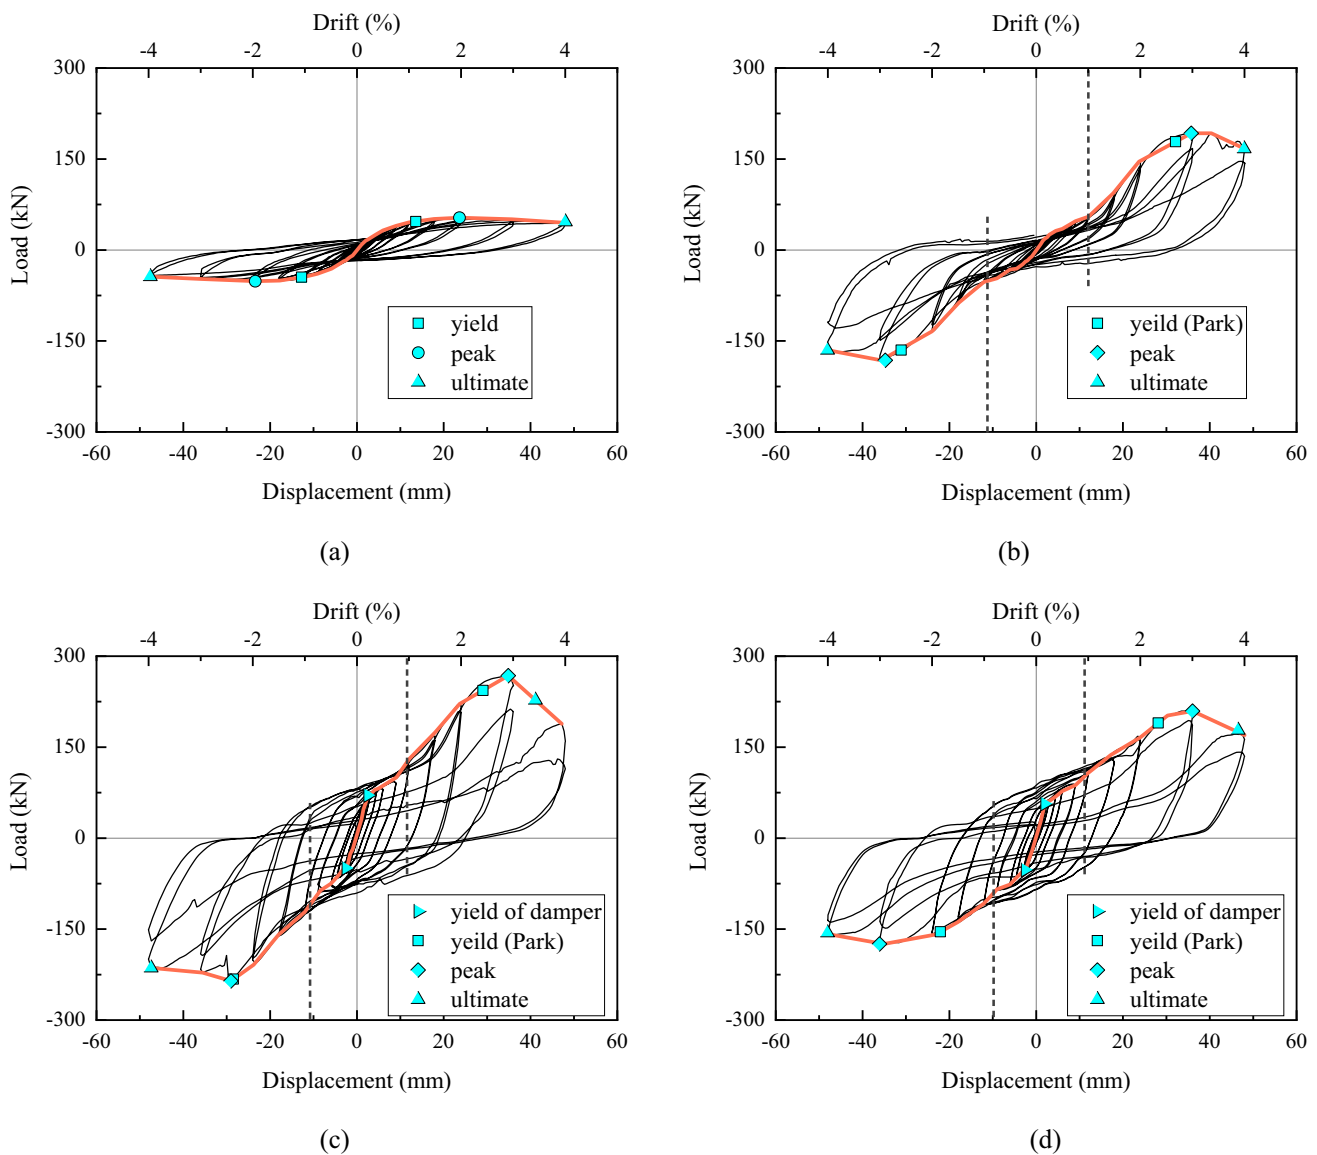 Drift (%)
-4 -2 0 2 4
300
150
0
-150
-300
Load (kN)
yield
peak
ultimate
-60 -40 -20 0 20 40 60
Displacement (mm)
(a)
Drift (%)
-4 -2 0 2 4
300
150
0
-150
-300
Load (kN)
yeild (Park)
peak
ultimate
-60 -40 -20 0 20 40 60
Displacement (mm)
(b)
Drift (%)
-4 -2 0 2 4
300
150
0
-150
-300
Load (kN)
yield of damper
yeild (Park)
peak
ultimate
-60 -40 -20 0 20 40 60
Displacement (mm)
(c)
Drift (%)
-4 -2 0 2 4
300
150
0
-150
-300
Load (kN)
yield of damper
yeild (Park)
peak
ultimate
-60 -40 -20 0 20 40 60
Displacement (mm)
(d)